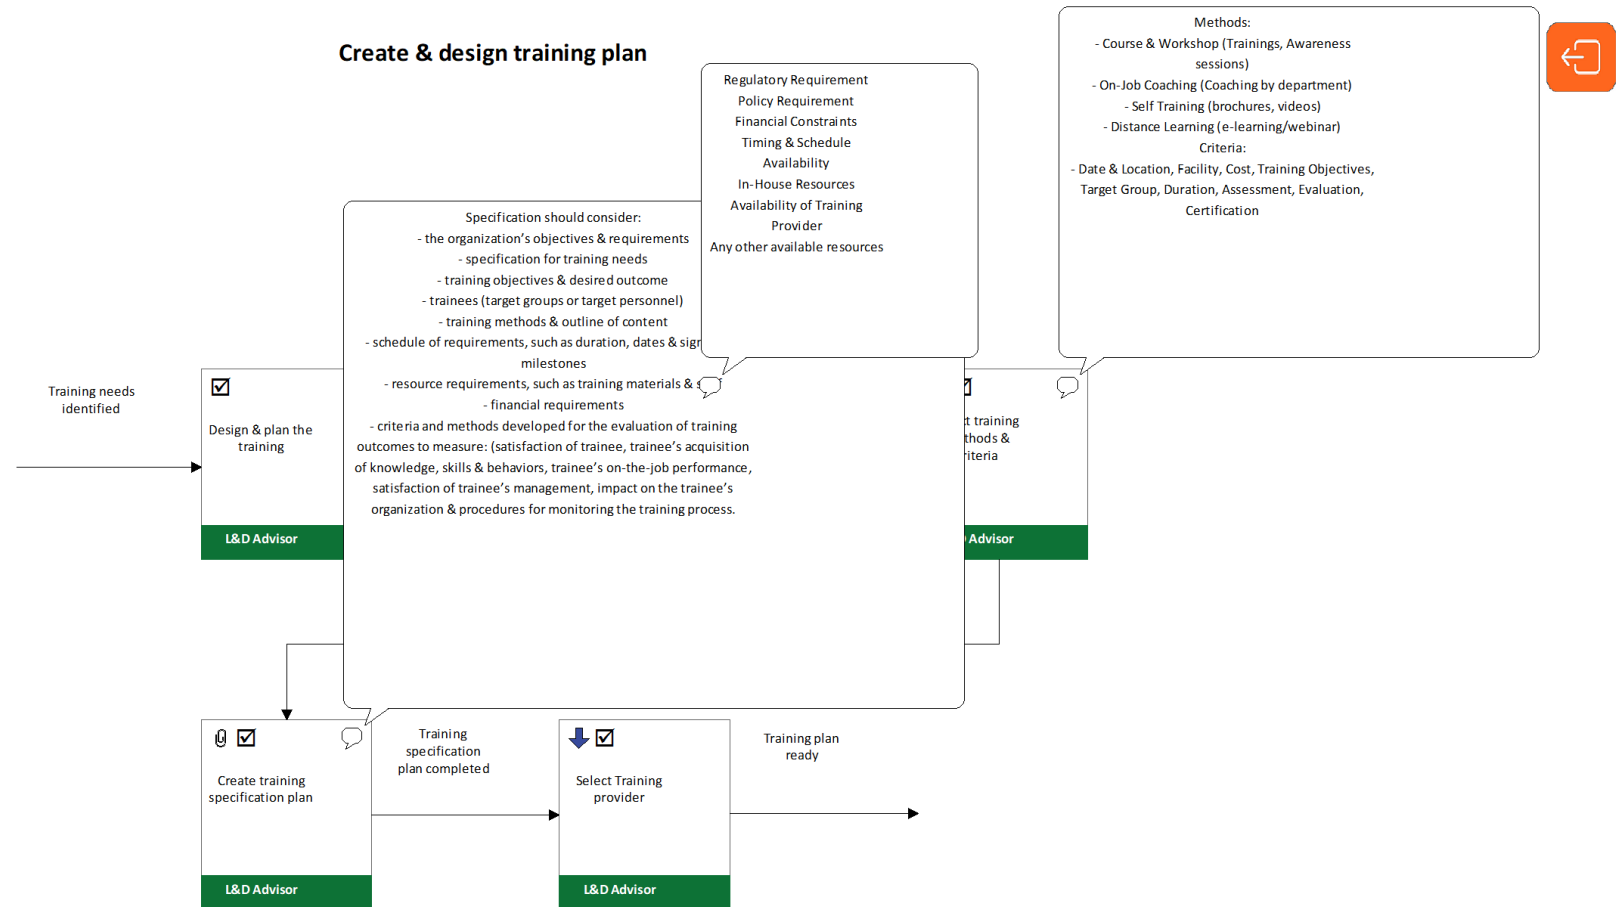 Create & design training plan
Methods:
- Course & Workshop (Trainings, Awareness
sessions)
- On-Job Coaching (Coaching by department)
- Self Training (brochures, videos)
- Distance Learning (e-learning/webinar)
Criteria:
- Date & Location, Facility, Cost, Training Objectives,
Target Group, Duration, Assessment, Evaluation,
Certification
Regulatory Requirement
Policy Requirement
Financial Constraints
Timing & Schedule
Availability
In-House Resources
Availability of Training
Provider
Any other available resources
Specification should consider:
- the organization's objectives & requirements
- specification for training needs
- training objectives & desired outcome
- trainees (target groups or target personnel)
- training methods & outline of content
- schedule of requirements, such as duration, dates &
milestones
- resource requirements, such as training materials &
- financial requirements
- criteria and methods developed for the evaluation of training
outcomes to measure: (satisfaction of trainee, trainee's acquisition
of knowledge, skills & behaviors, trainee's on-the-job performance,
satisfaction of trainee's management, impact on the trainee's
organization & procedures for monitoring the training process.
Training needs
identified
Design & plan the
training
L&D Advisor
training
&
Advisor
Create training
specification plan
L&D Advisor
Training
specification
plan completed
Select Training
provider
L&D Advisor
Training plan
ready